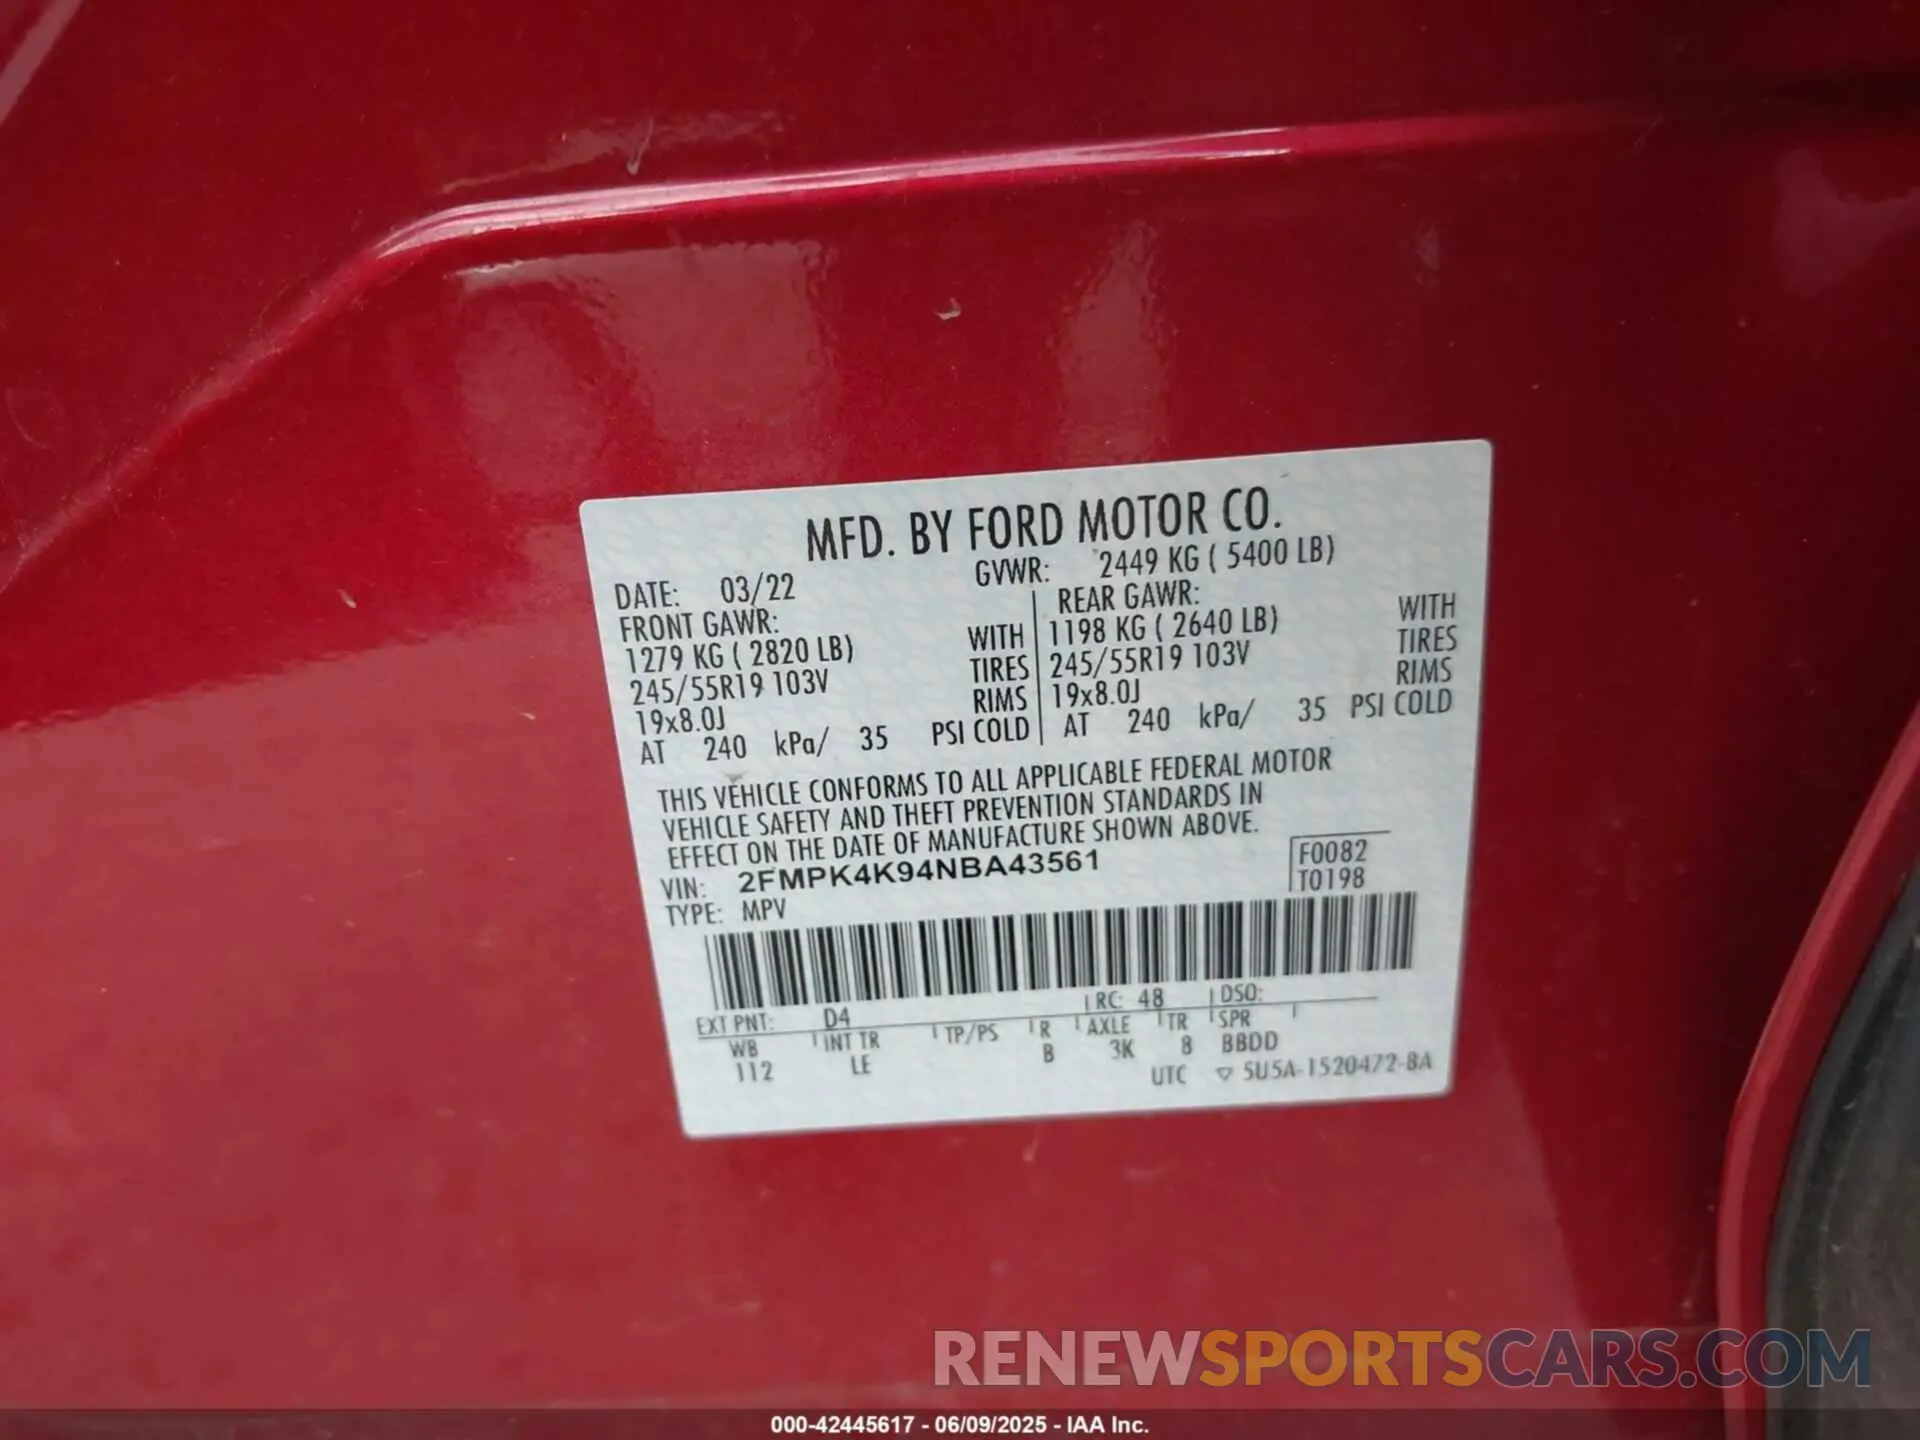 MFD. BY FORD MOTOR CO.
DATE: 03/22 GVWR: 2449 KG ( 5400 LB)
FRONT GAWR: REAR GAWR:
1279 KG ( 2820 LB) WITH 1198 KG ( 2640 LB) WITH
245/55R19 103V TIRES 245/55R19 103V TIRES
19x8.0J RIMS 19x8.0J RIMS
AT 240 kPa/ 35 PSI COLD AT 240 kPa/ 35 PSI COLD
THIS VEHICLE CONFORMS TO ALL APPLICABLE FEDERAL MOTOR
VEHICLE SAFETY AND THEFT PREVENTION STANDARDS IN
EFFECT ON THE DATE OF MANUFACTURE SHOWN ABOVE.
VIN: 2FMPK4K94NBA43561 F0082
TYPE: MPV T0198
EXT PNT: D4 RC: 48 DSO:
WB INT TR TP/PS R AXLE TR SPR
112 LE B 3K 8 BBDD
UTC ▽ 5U5A-1520472-BA
RENEWSPORTSCARS.COM
000-42445617 - 06/09/2025 - IAA Inc.